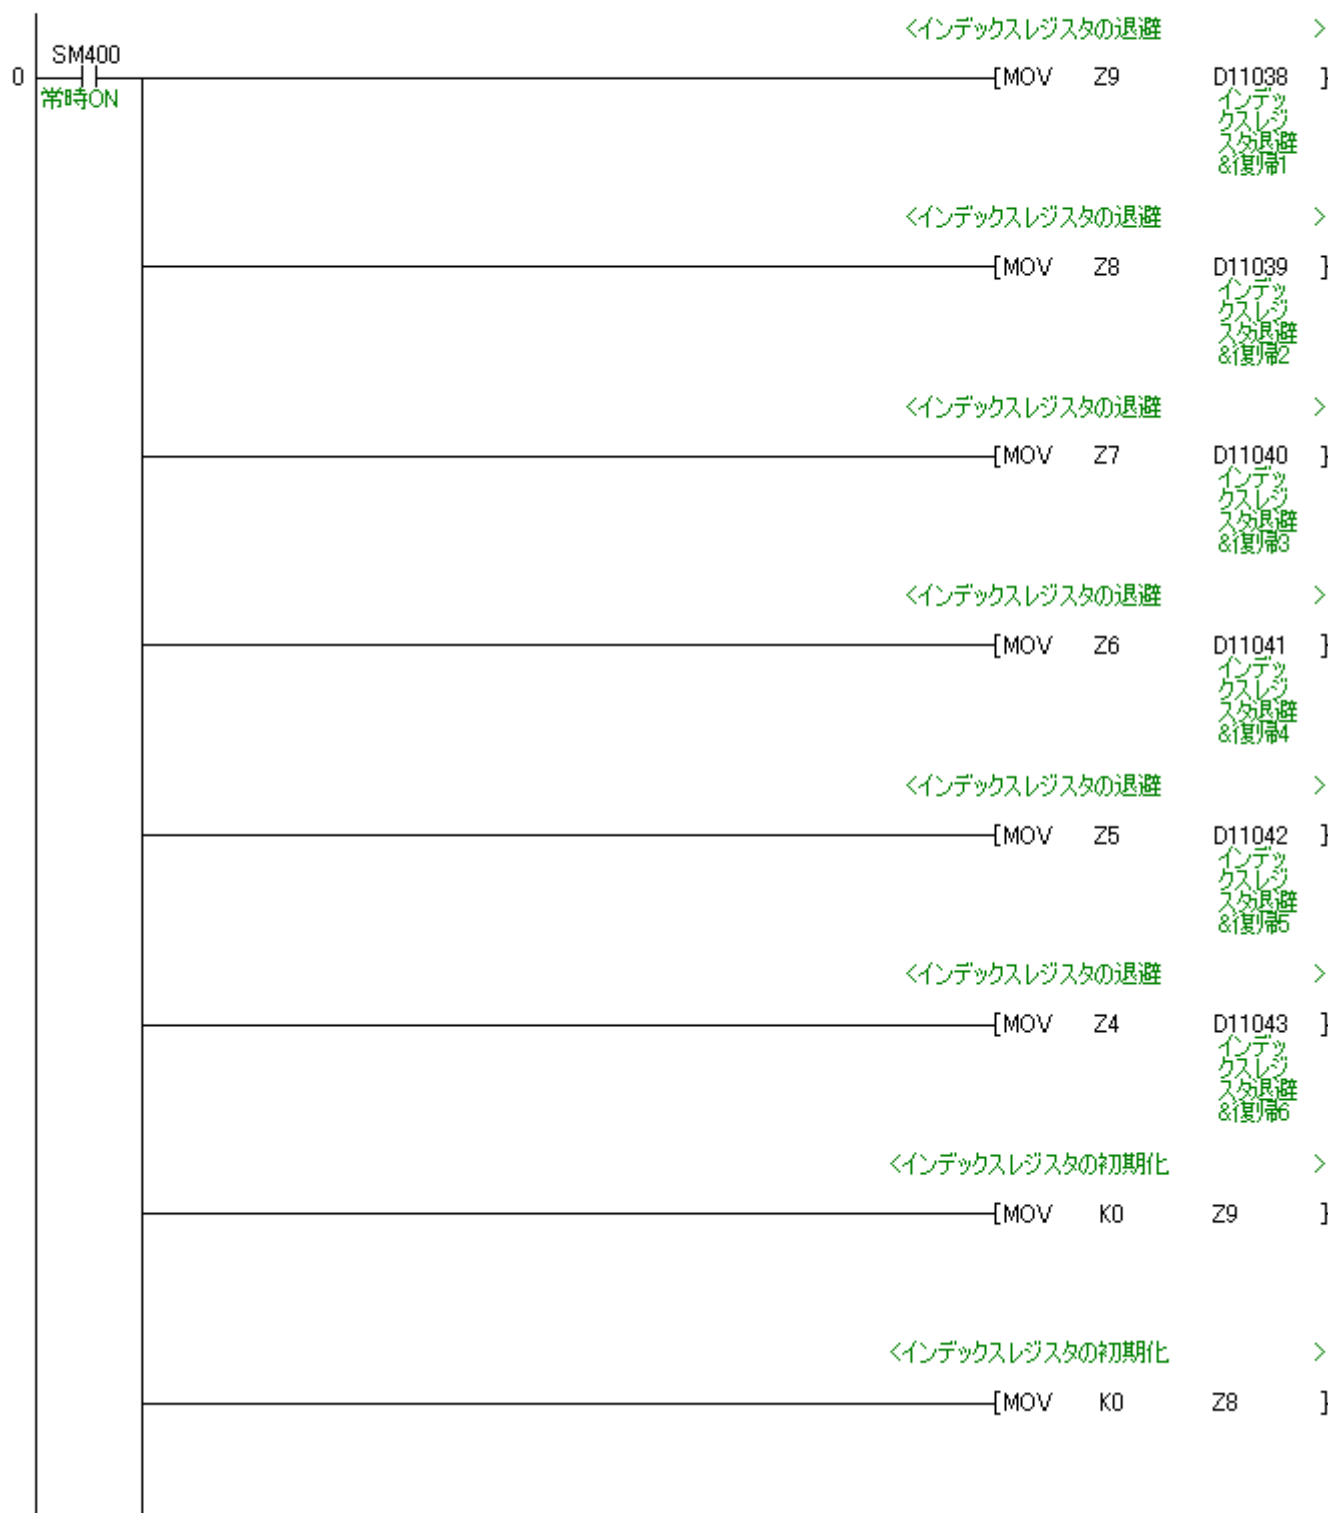 <インデックスレジスタの退避 >
SM400
0 [MOV Z9 D11038 ]
常時ON
インデッ
クスレジ
スタ退避
&復帰1
<インデックスレジスタの退避 >
[MOV Z8 D11039 ]
インデッ
クスレジ
スタ退避
&復帰2
<インデックスレジスタの退避 >
[MOV Z7 D11040 ]
インデッ
クスレジ
スタ退避
&復帰3
<インデックスレジスタの退避 >
[MOV Z6 D11041 ]
インデッ
クスレジ
スタ退避
&復帰4
<インデックスレジスタの退避 >
[MOV Z5 D11042 ]
インデッ
クスレジ
スタ退避
&復帰5
<インデックスレジスタの退避 >
[MOV Z4 D11043 ]
インデッ
クスレジ
スタ退避
&復帰6
<インデックスレジスタの初期化 >
[MOV K0 Z9 ]
<インデックスレジスタの初期化 >
[MOV K0 Z8 ]